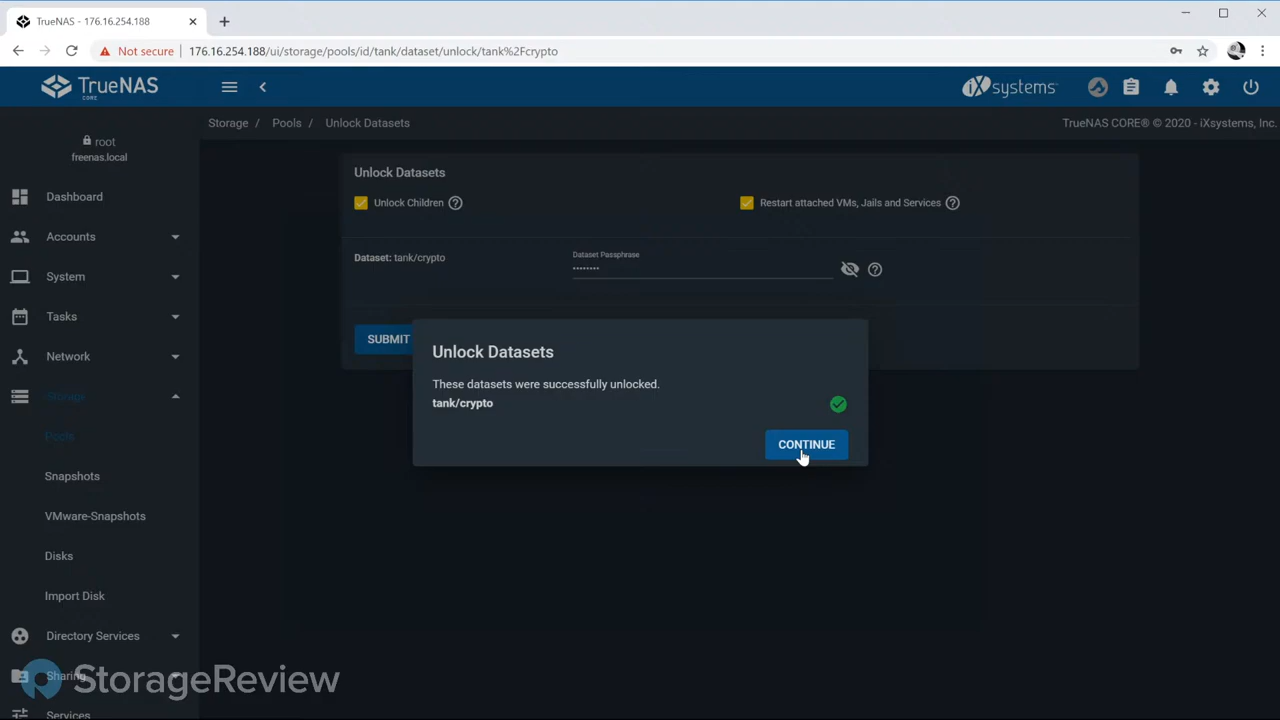 TrueNAS - 176.16.254.188
Not secure
176.16.254.188/ui/storage/pools/id/tank/dataset/unlock/tank%2Fcrypto
TrueNAS
CORE
iXsystems™
Storage / Pools / Unlock Datasets
TrueNAS CORE® © 2020 - iXsystems, Inc.
root
freenas.local
Dashboard
Accounts
System
Tasks
Network
Storage
Pools
Snapshots
VMware-Snapshots
Disks
Import Disk
Directory Services
Sharing
Services
Unlock Datasets
Unlock Children
Restart attached VMs, Jails and Services
Dataset: tank/crypto
Dataset Passphrase
••••••••
SUBMIT
Unlock Datasets
These datasets were successfully unlocked.
tank/crypto
CONTINUE
StorageReview